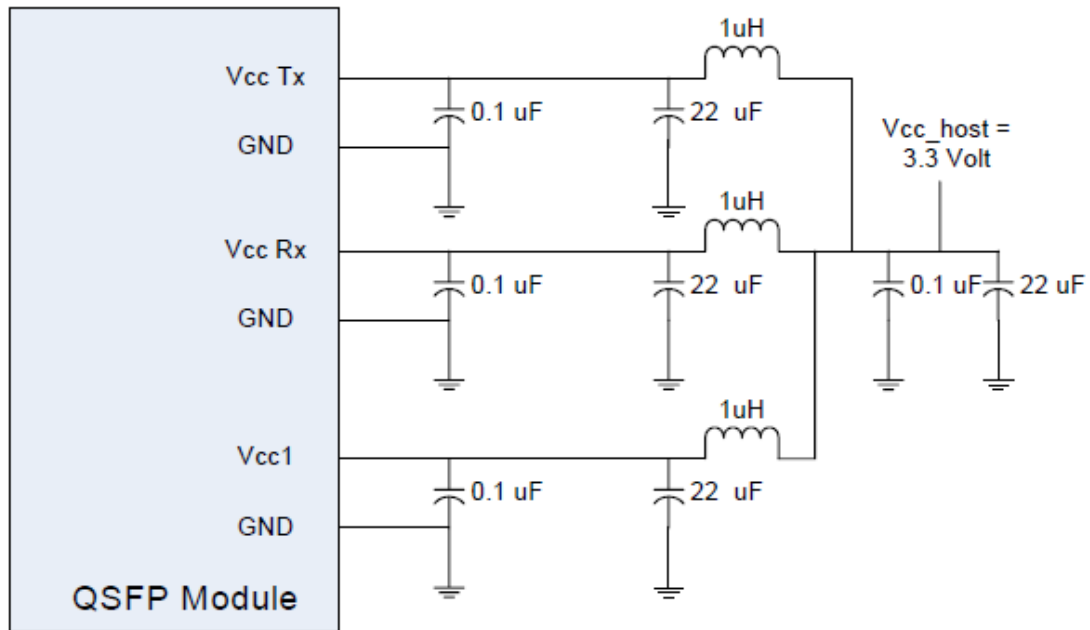 1uH
Vcc Tx
0.1 uF
22 uF
GND
Vcc_host =
3.3 Volt
1uH
Vcc Rx
0.1 uF
22 uF
0.1 uF
22 uF
GND
1uH
Vcc1
0.1 uF
22 uF
GND
QSFP Module